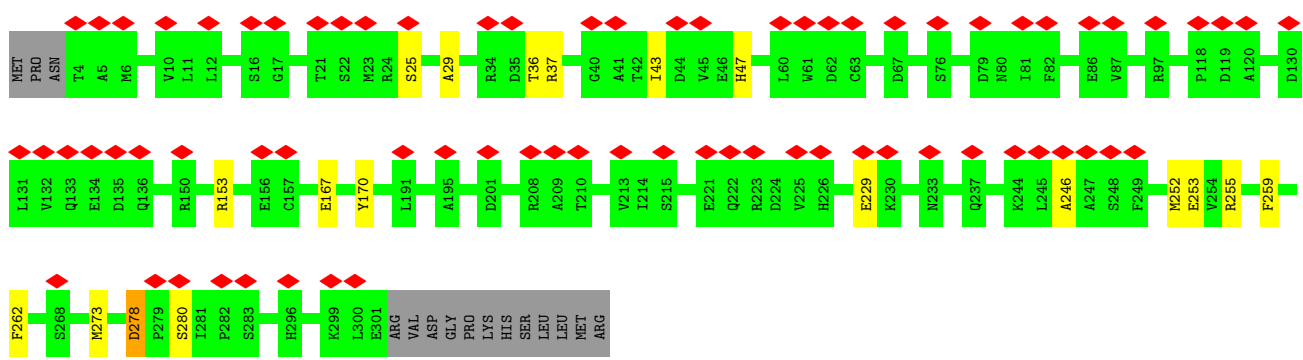 MET PRO ASN T4 A5 M6 V10 L11 L12 S16 G17 T21 S22 M23 R24 S25 A29 R34 D35 T36 R37 G40 A41 T42 I43 D44 V45 E46 H47 L60 W61 D62 C63 D67 S76 D79 N80 I81 F82 E86 V87 R97 P118 D119 A120 D130
L131 V132 Q133 E134 D135 Q136 R150 R153 E156 C157 E167 Y170 L191 A195 D201 R208 A209 T210 V213 I214 S215 E221 Q222 R223 D224 V225 H226 E229 K230 N233 Q237 K244 L245 A246 A247 S248 F249 M252 E253 V254 R255 F259
F262 S268 M273 D278 P279 S280 I281 P282 S283 H296 K299 L300 E301 ARG VAL ASP GLY PRO LYS HIS SER LEU LEU MET ARG